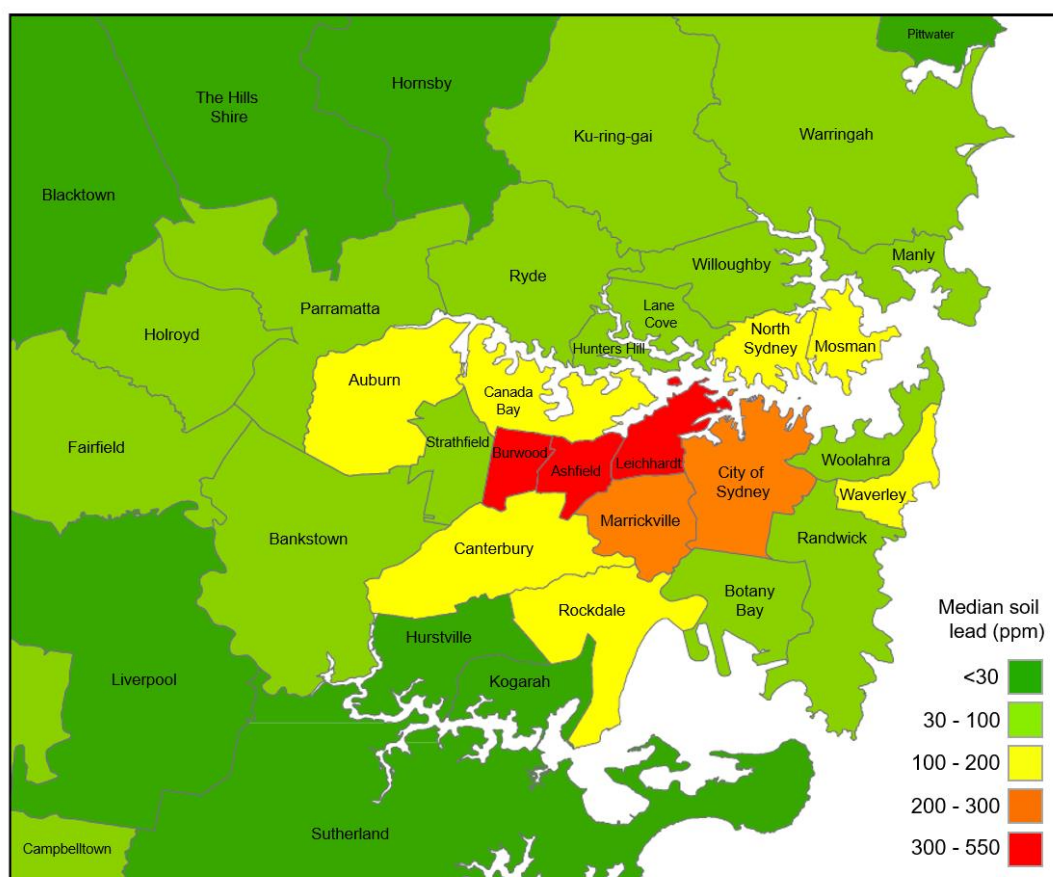 Pittwater
Hornsby
The Hills
Shire
Ku-ring-gai
Warringah
Blacktown
Manly
Willoughby
Ryde
Parramatta
Lane
Cove
Holroyd
North
Sydney
Mosman
Hunters Hill
Auburn
Canada
Bay
Strathfield
Fairfield
Burwood
Ashfield
Leichhardt
Woolahra
City of
Sydney
Waverley
Marrickville
Randwick
Bankstown
Canterbury
Botany
Bay
Rockdale
Hurstville
Liverpool
Kogarah
Sutherland
Campbelltown
Median soil
lead (ppm)
<30
30 - 100
100 - 200
200 - 300
300 - 550